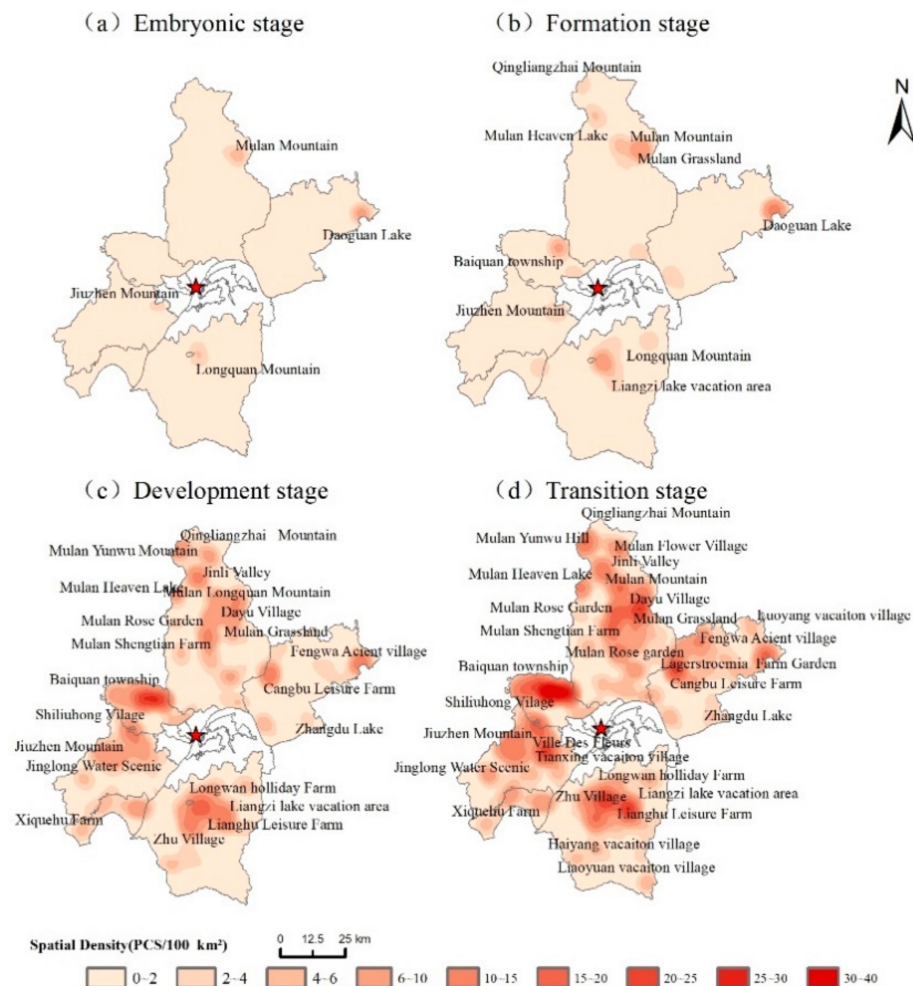 (a) Embryonic stage
Mulan Mountain
Daoguan Lake
Jiuzhen Mountain
Longquan Mountain
(b) Formation stage
Qingliangzhai Mountain
Mulan Heaven Lake
Mulan Mountain
Mulan Grassland
Daoguan Lake
Baiquan township
Jiuzhen Mountain
Longquan Mountain
Liangzi lake vacation area
N
(c) Development stage
Qingliangzhai Mountain
Mulan Yunwu Mountain
Jinli Valley
Mulan Heaven Lake
Mulan Longquan Mountain
Dayu Village
Mulan Rose Garden
Mulan Grassland
Mulan Shengtian Farm
Fengwa Acient village
Baiquan township
Cangbu Leisure Farm
Shiliuhong Vilage
Zhangdu Lake
Jiuzhen Mountain
Jinglong Water Scenic
Longwan holliday Farm
Liangzi lake vacation area
Xiquehu Farm
Lianghu Leisure Farm
Zhu Village
(d) Transition stage
Qingliangzhai Mountain
Mulan Yunwu Hill
Mulan Flower Village
Jinli Valley
Mulan Heaven Lake
Mulan Mountain
Dayu Village
Mulan Rose Garden
Mulan Grassland
Luoyang vacaiton village
Mulan Shengtian Farm
Fengwa Acient village
Mulan Rose garden
Baiquan township
Lagerstroemia Farm Garden
Cangbu Leisure Farm
Shiliuhong Vilage
Zhangdu Lake
Jiuzhen Mountain
Ville Des Fleurs
Tianxing vacaiton village
Jinglong Water Scenic
Longwan holliday Farm
Zhu Village
Liangzi lake vacation area
Xiquehu Farm
Lianghu Leisure Farm
Haiyang vacaiton village
Liaoyuan vacaiton village
Spatial Density(PCS/100 km²)
0 12.5 25 km
0~2 2~4 4~6 6~10 10~15 15~20 20~25 25~30 30~40